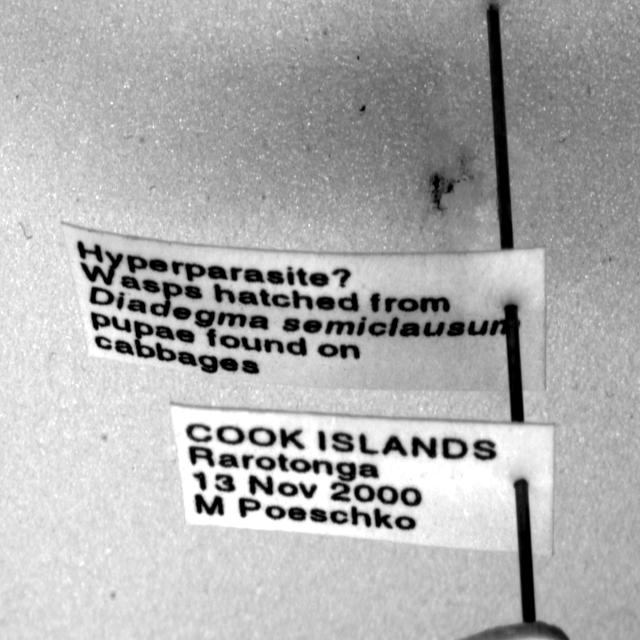 Hyperparasite?
Wasps hatched from
Diadegma semiclausum
pupae found on
cabbages
COOK ISLANDS
Rarotonga
13 Nov 2000
M Poeschko